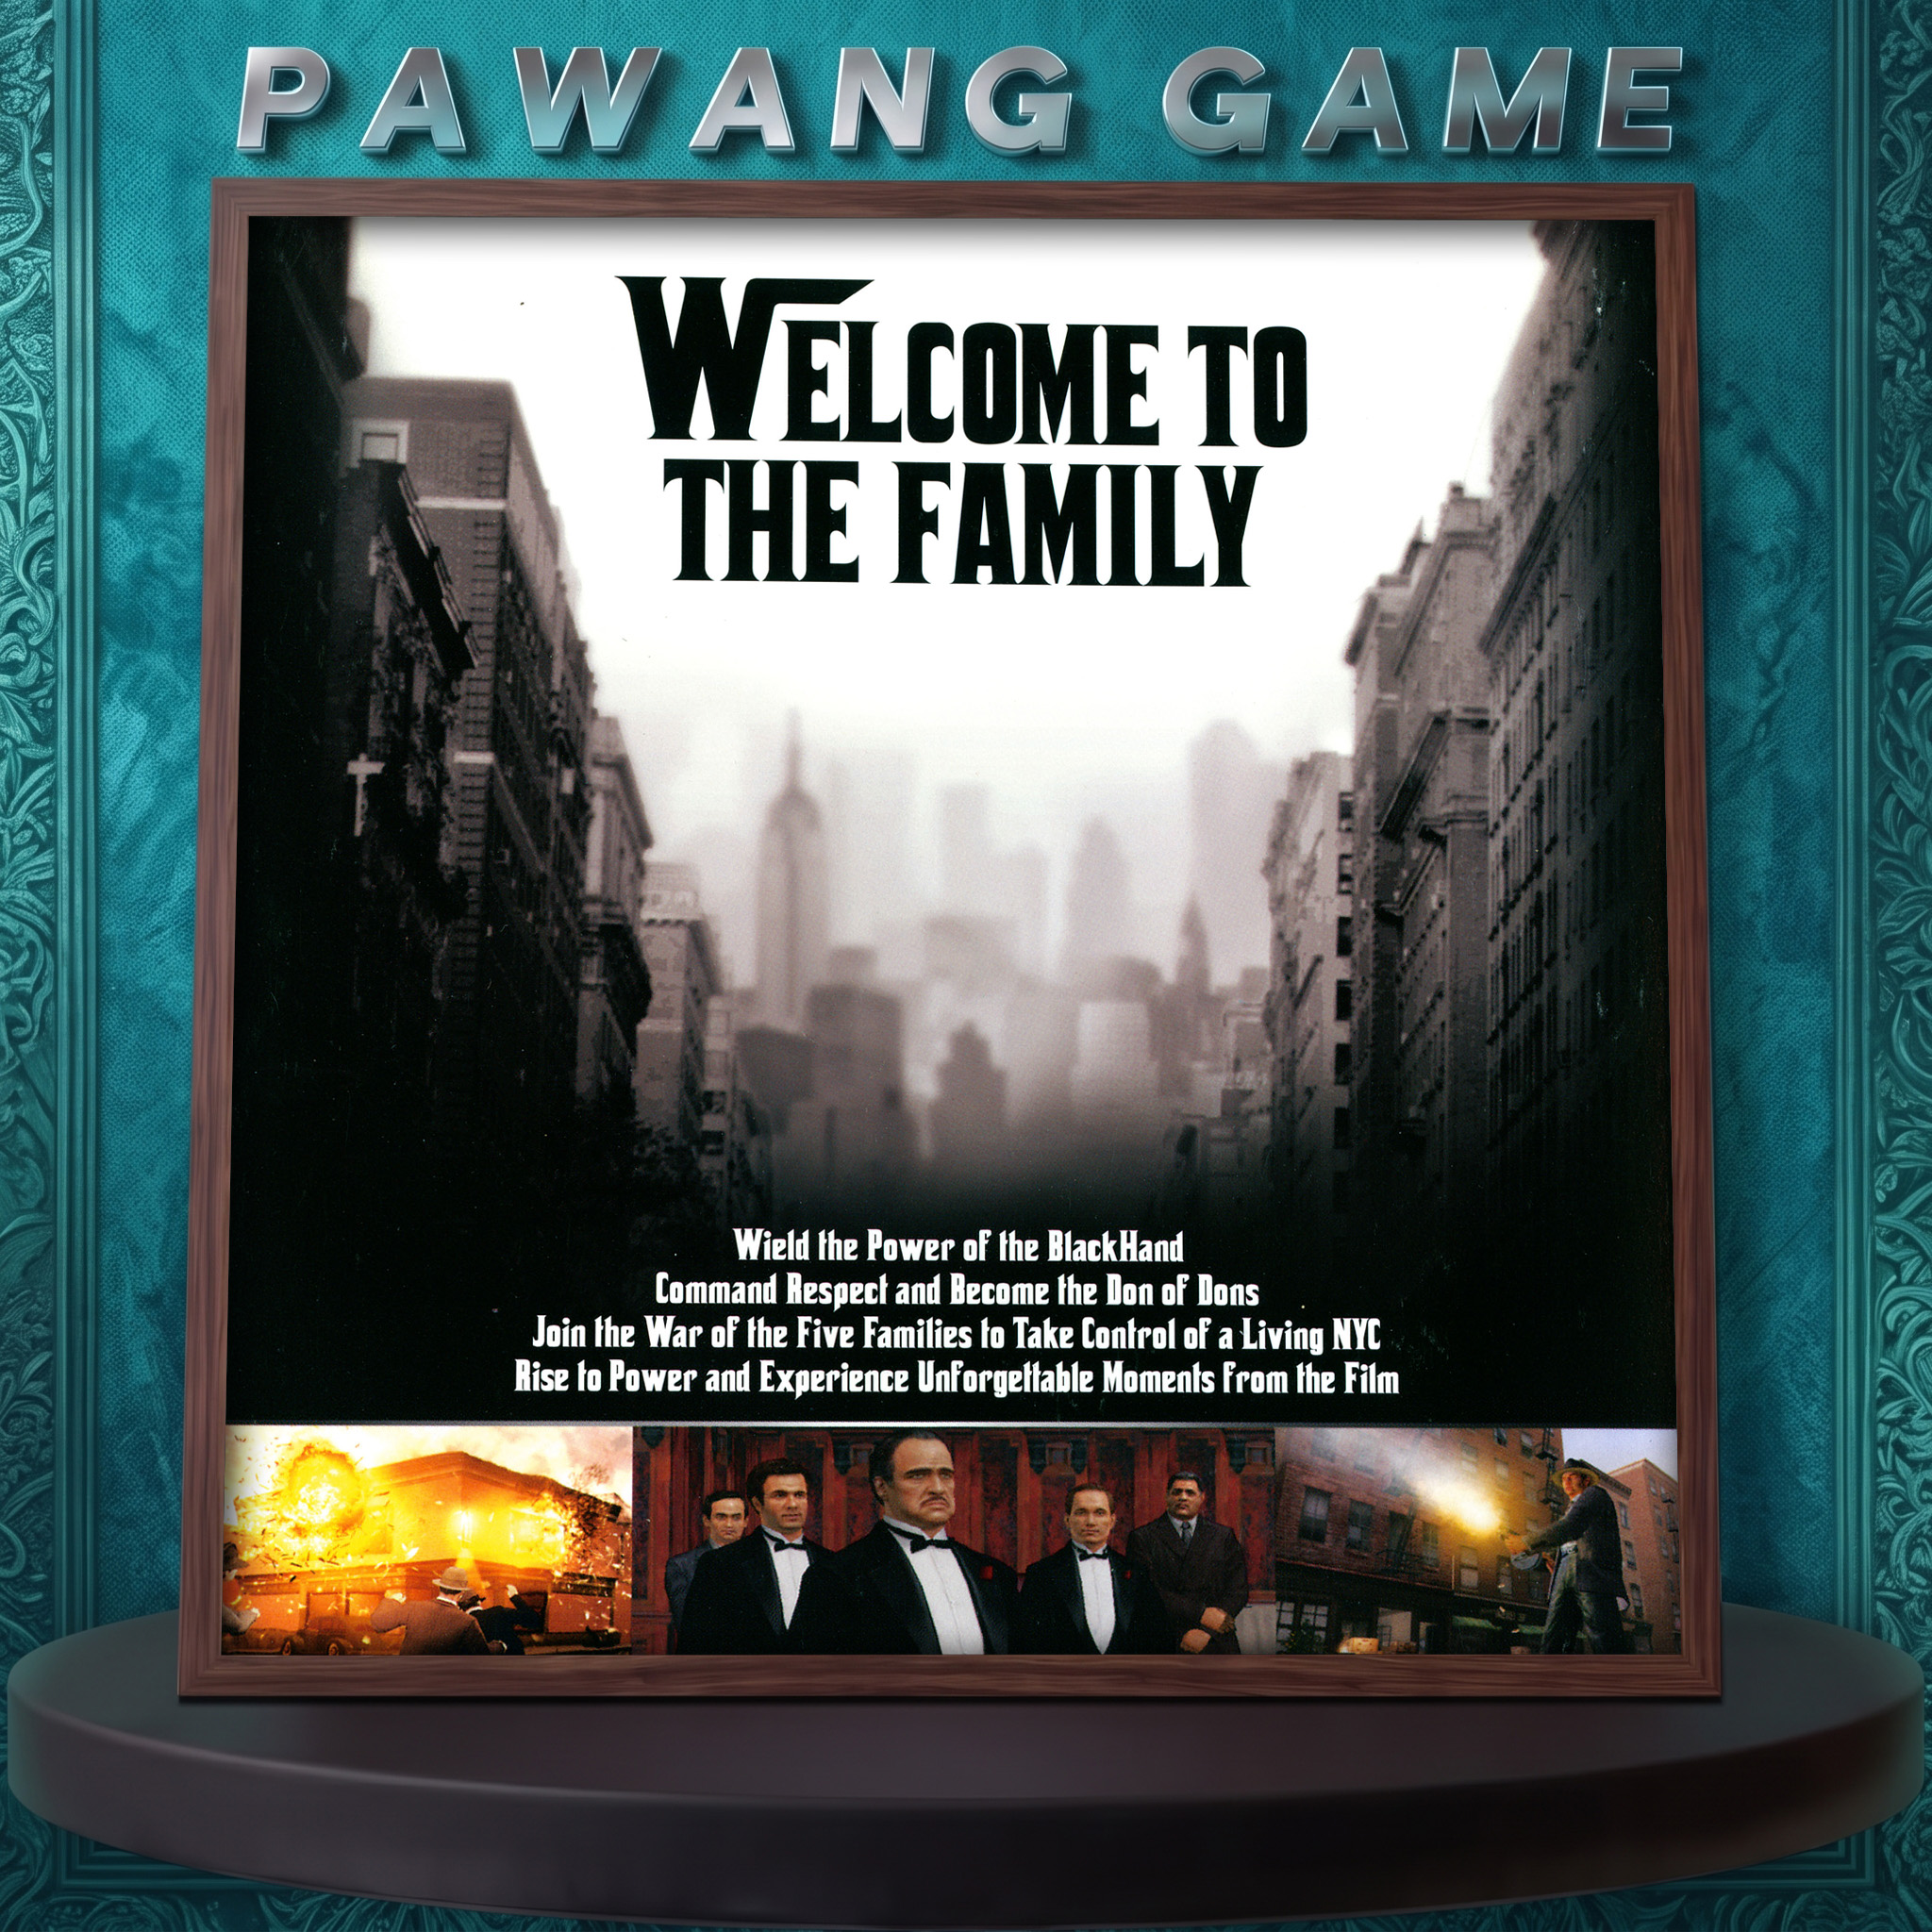 PAWANG GAME
WELCOME TO
THE FAMILY
Wield the Power of the BlackHand
Command Respect and Become the Don of Dons
Join the War of the Five Families to Take Control of a Living NYC
Rise to Power and Experience Unforgettable Moments from the Film